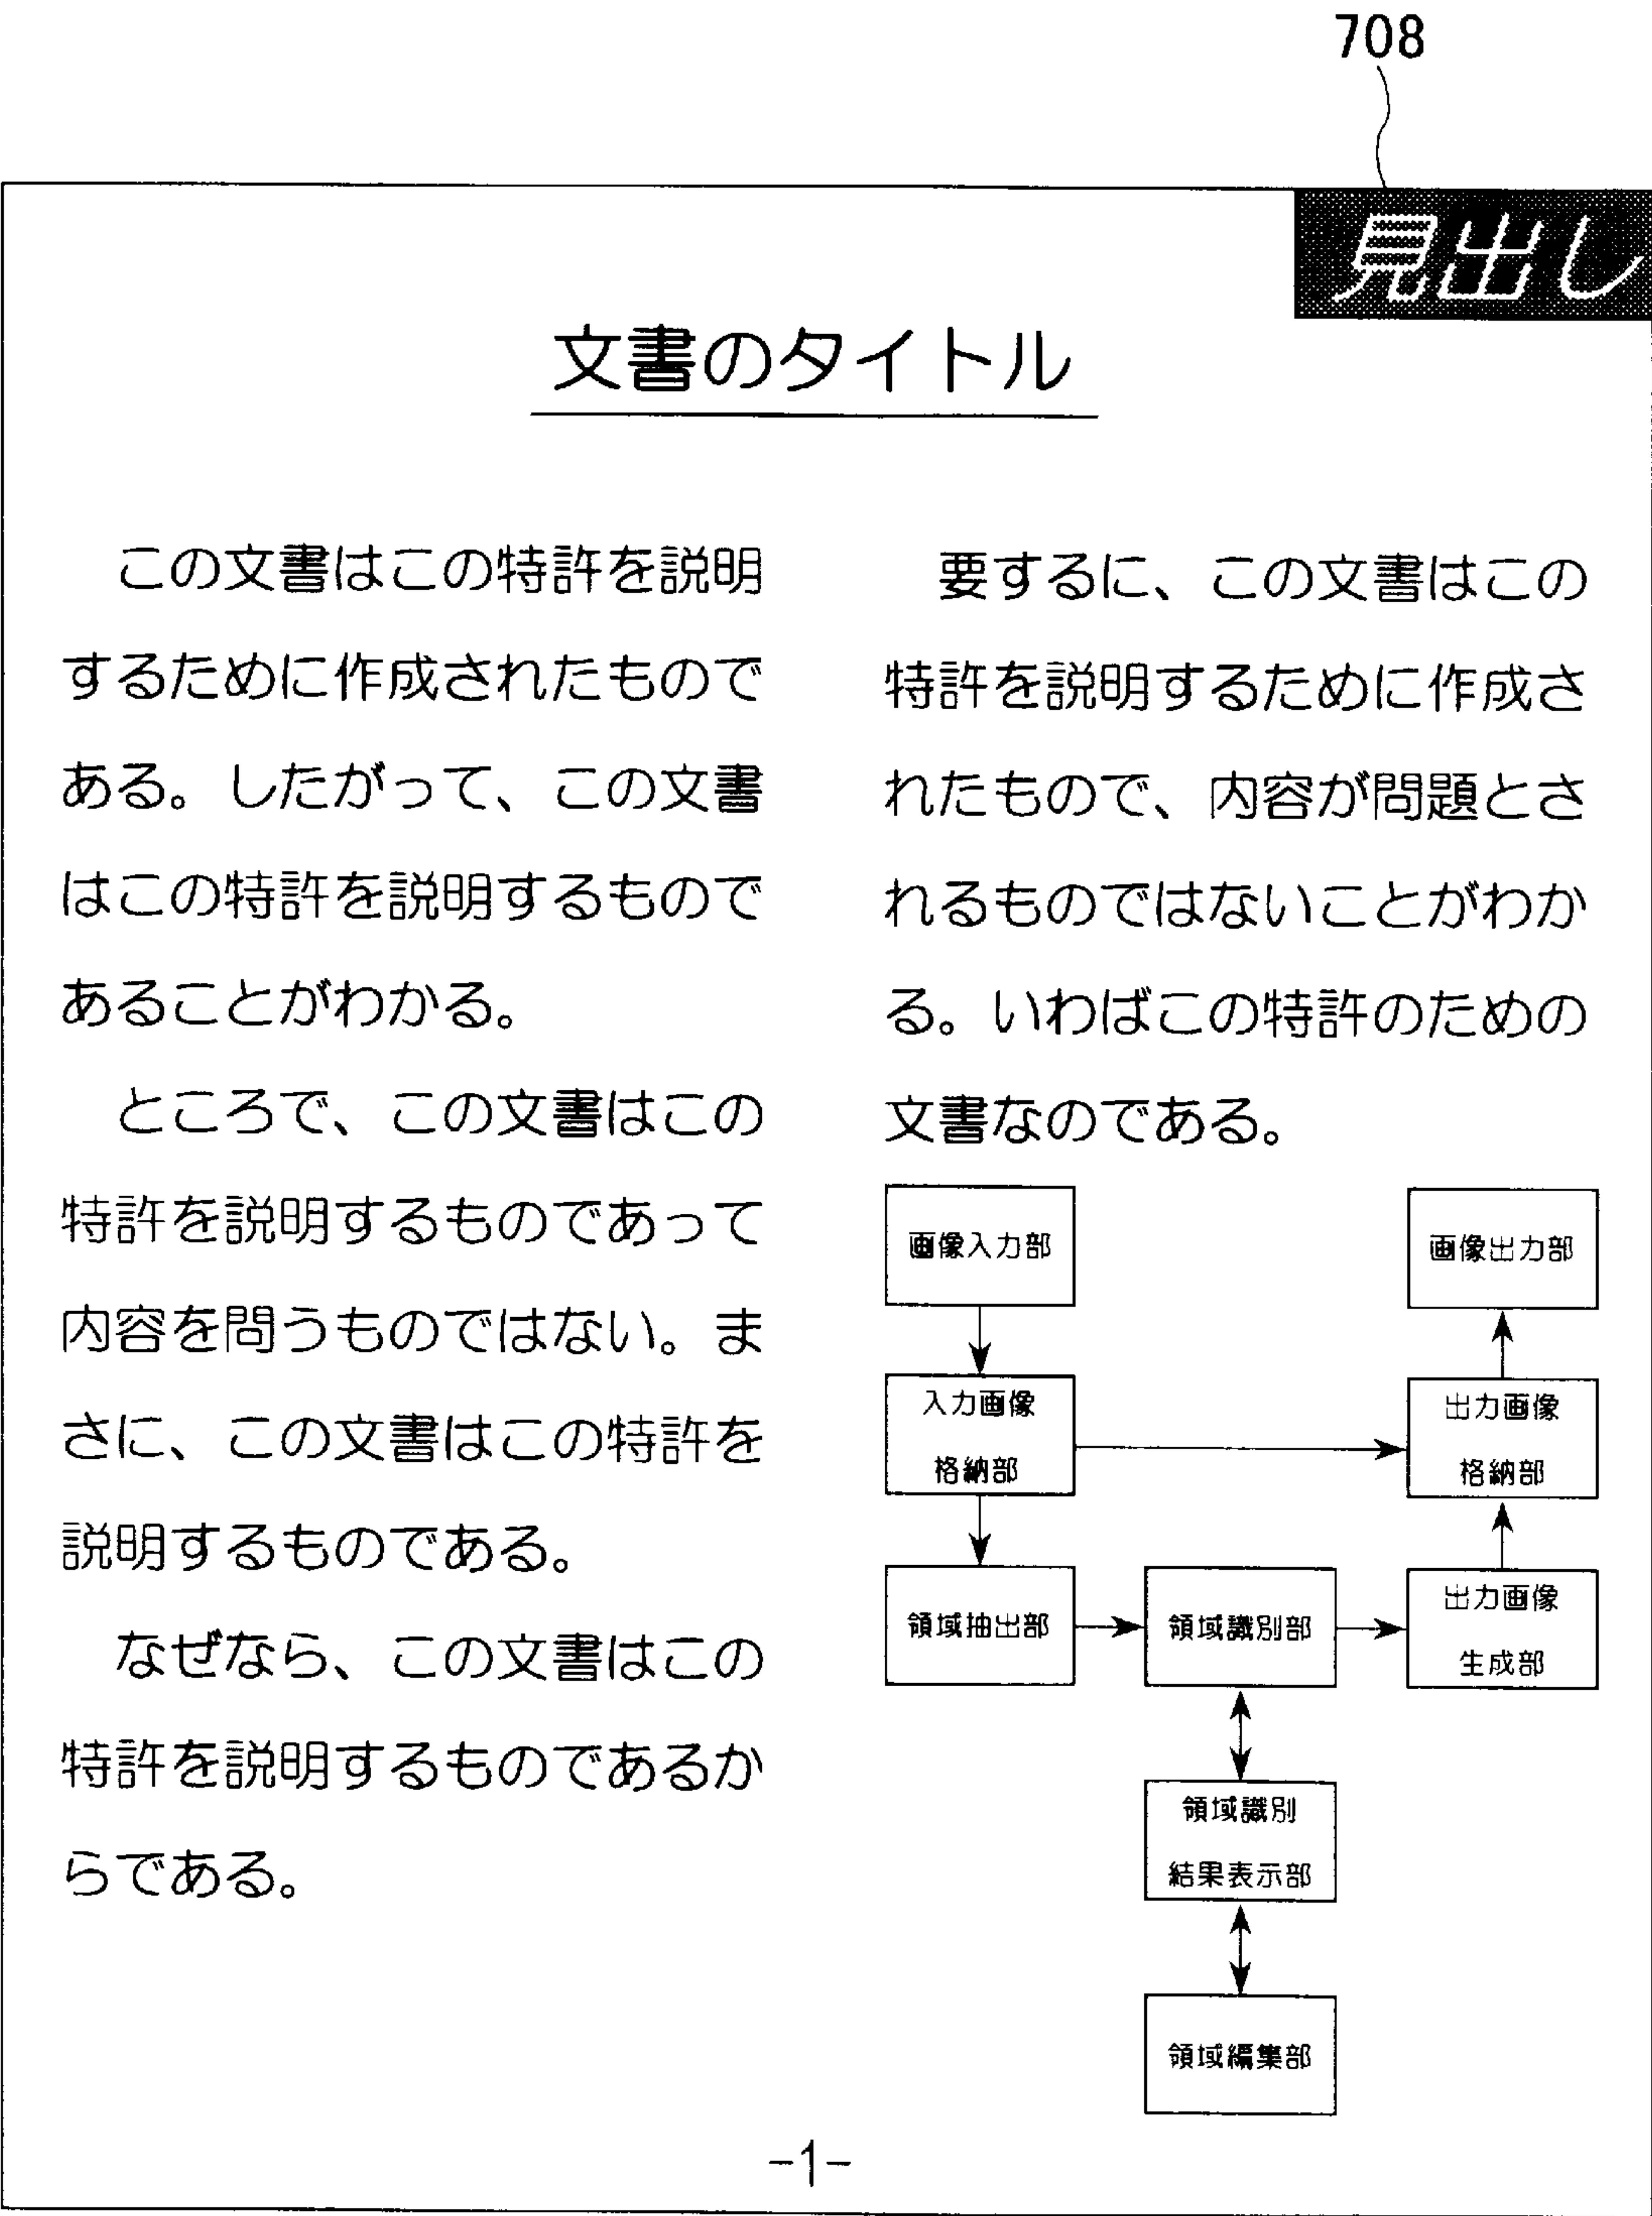 708
見出し
文書のタイトル
この文書はこの特許を説明
するために作成されたもので
ある。したがって、この文書
はこの特許を説明するもので
あることがわかる。
ところで、この文書はこの
特許を説明するものであって
内容を問うものではない。ま
さに、この文書はこの特許を
説明するものである。
なぜなら、この文書はこの
特許を説明するものであるか
らである。
要するに、この文書はこの
特許を説明するために作成さ
れたもので、内容が問題とさ
れるものではないことがわか
る。いわばこの特許のための
文書なのである。
画像入力部
画像出力部
入力画像
格納部
出力画像
格納部
領域抽出部
領域識別部
出力画像
生成部
領域識別
結果表示部
領域編集部
-1-